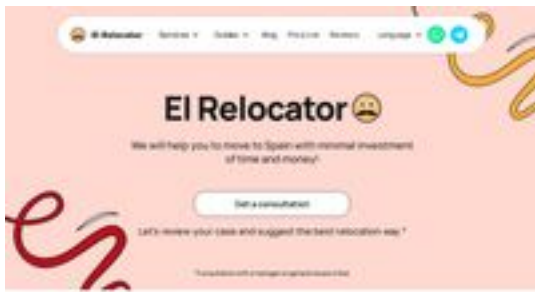 El Relocator Services Guides Blog Price List Reviews Language
El Relocator
We will help you to move to Spain with minimal investment
of time and money!
Get a consultation
Let's review your case and suggest the best relocation way *